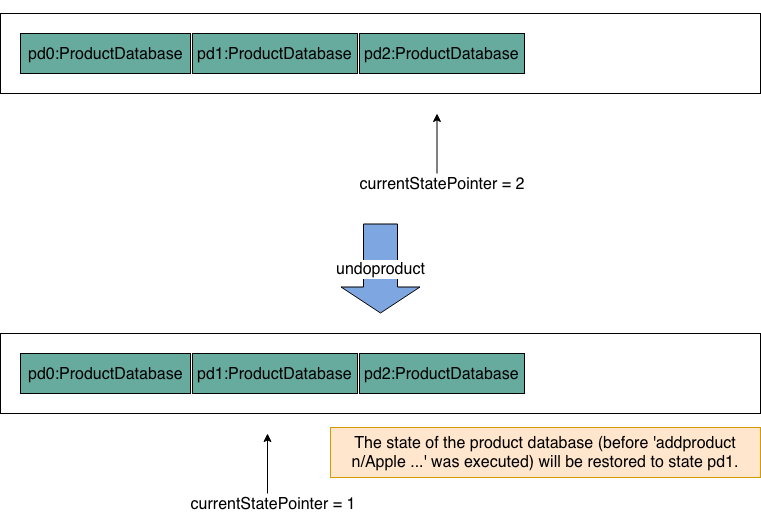 pd0:ProductDatabase pd1:ProductDatabase pd2:ProductDatabase
currentStatePointer = 2
undoproduct
pd0:ProductDatabase pd1:ProductDatabase pd2:ProductDatabase
The state of the product database (before 'addproduct
n/Apple ...' was executed) will be restored to state pd1.
currentStatePointer = 1